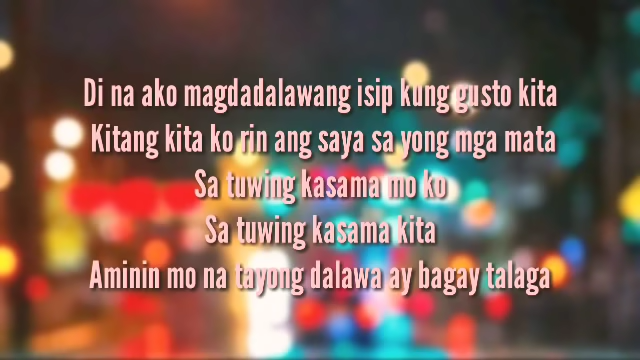 Di na ako magdadalawang isip kung gusto kita
Kitang kita ko rin ang saya sa yong mga mata
Sa tuwing kasama mo ko
Sa tuwing kasama kita
Aminin mo na tayong dalawa ay bagay talaga